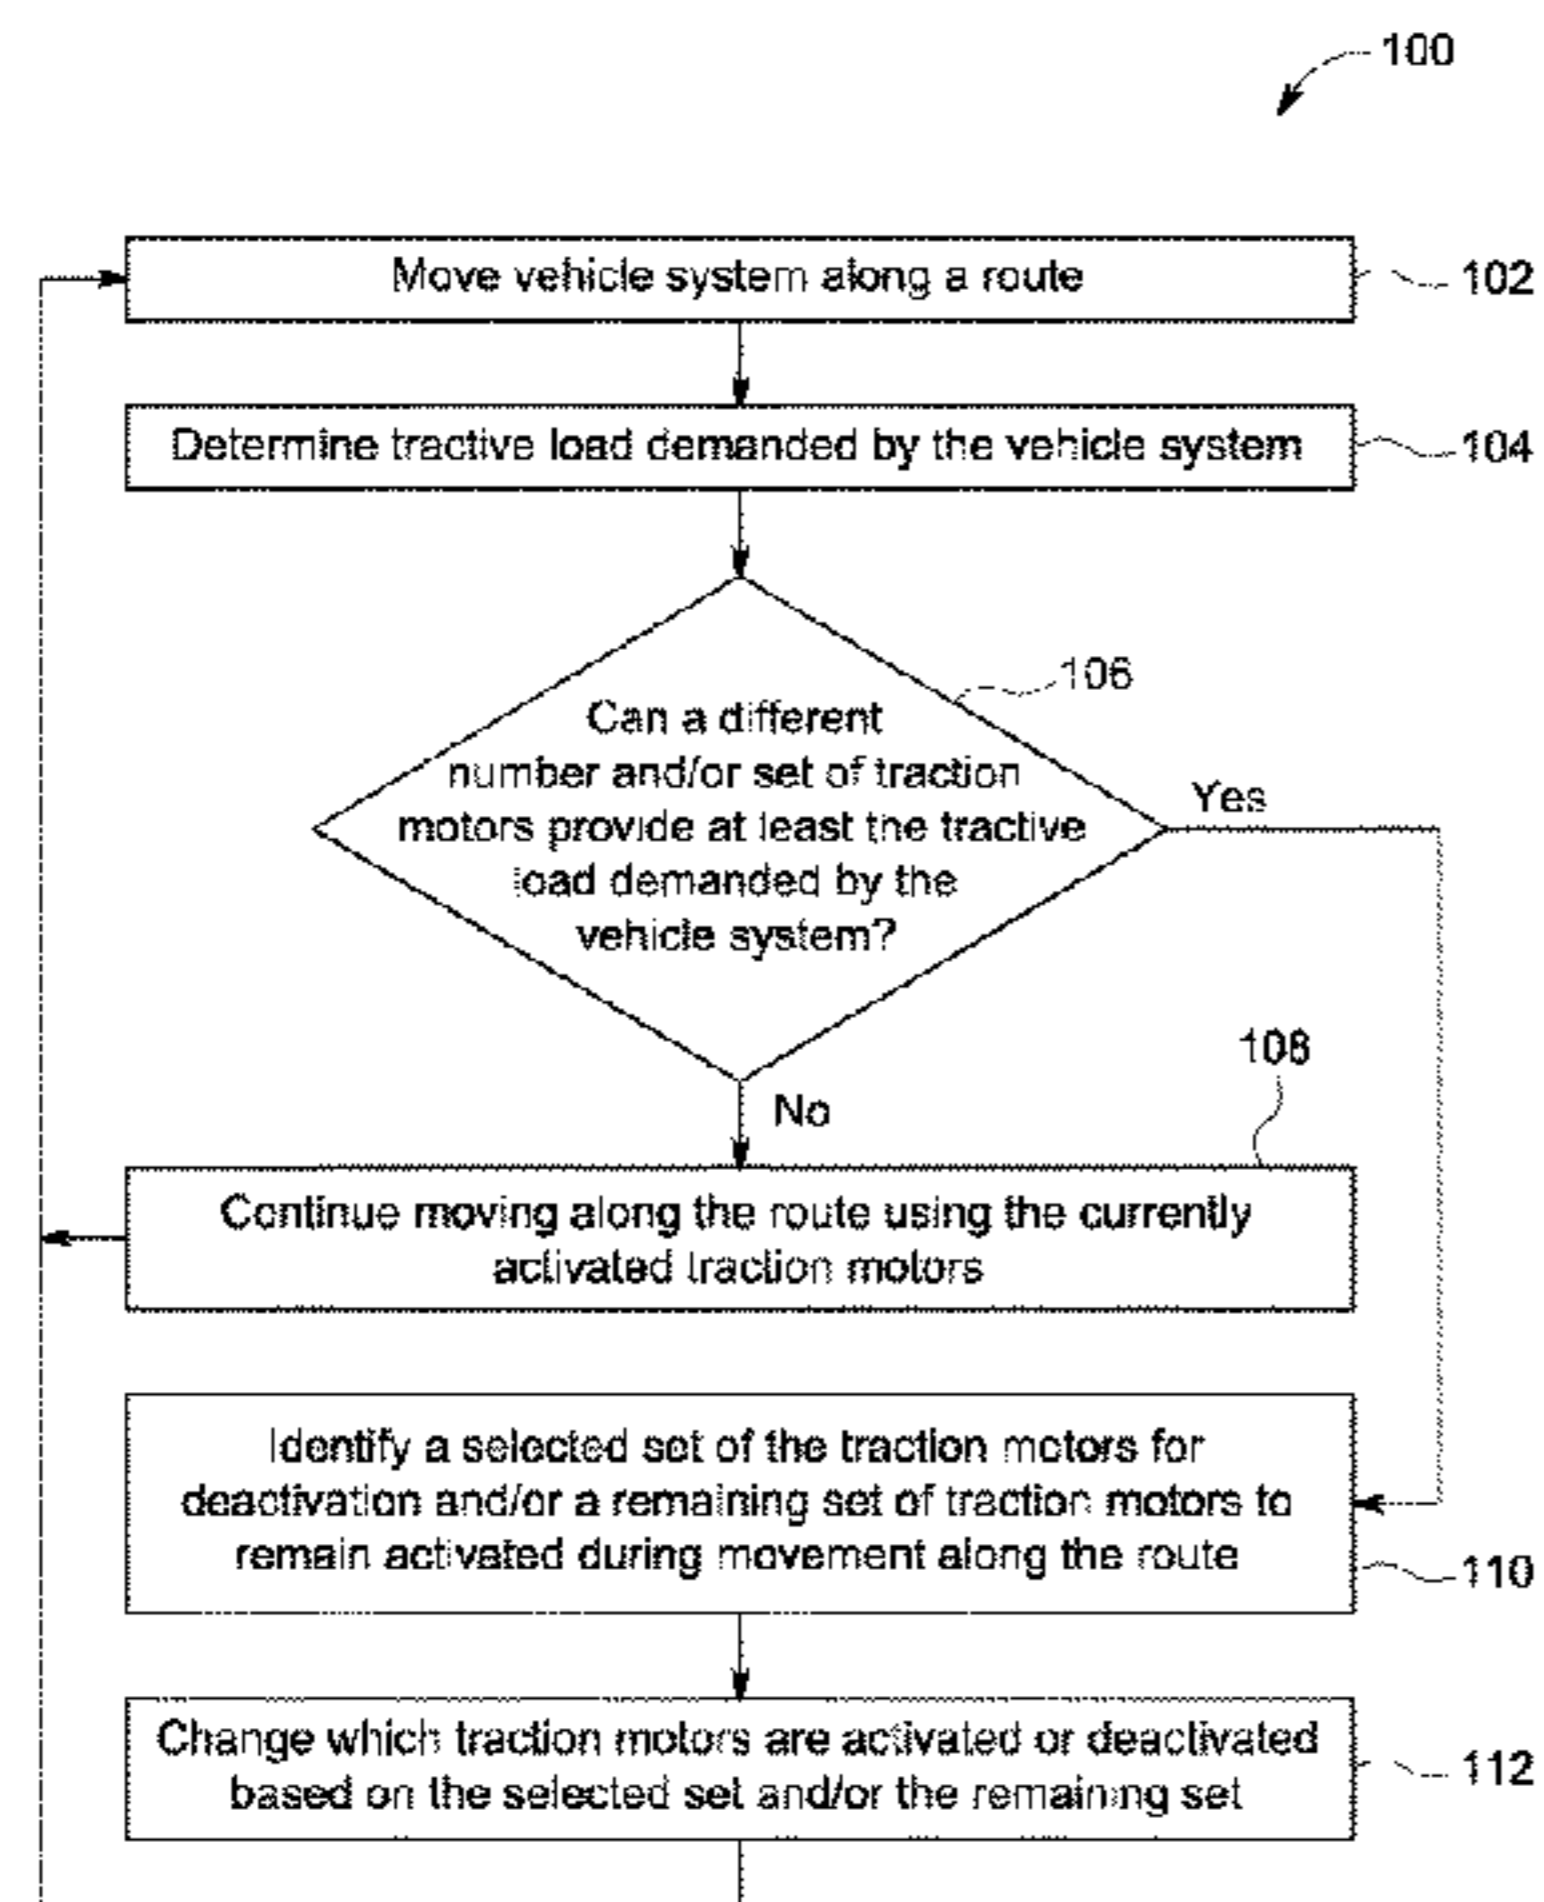 100
Move vehicle system along a route
102
Determine tractive load demanded by the vehicle system
104
106
Can a different
number and/or set of traction
motors provide at least the tractive
load demanded by the
vehicle system?
Yes
No
108
Continue moving along the route using the currently
activated traction motors
Identify a selected set of the traction motors for
deactivation and/or a remaining set of traction motors to
remain activated during movement along the route
110
Change which traction motors are activated or deactivated
based on the selected set and/or the remaining set
112